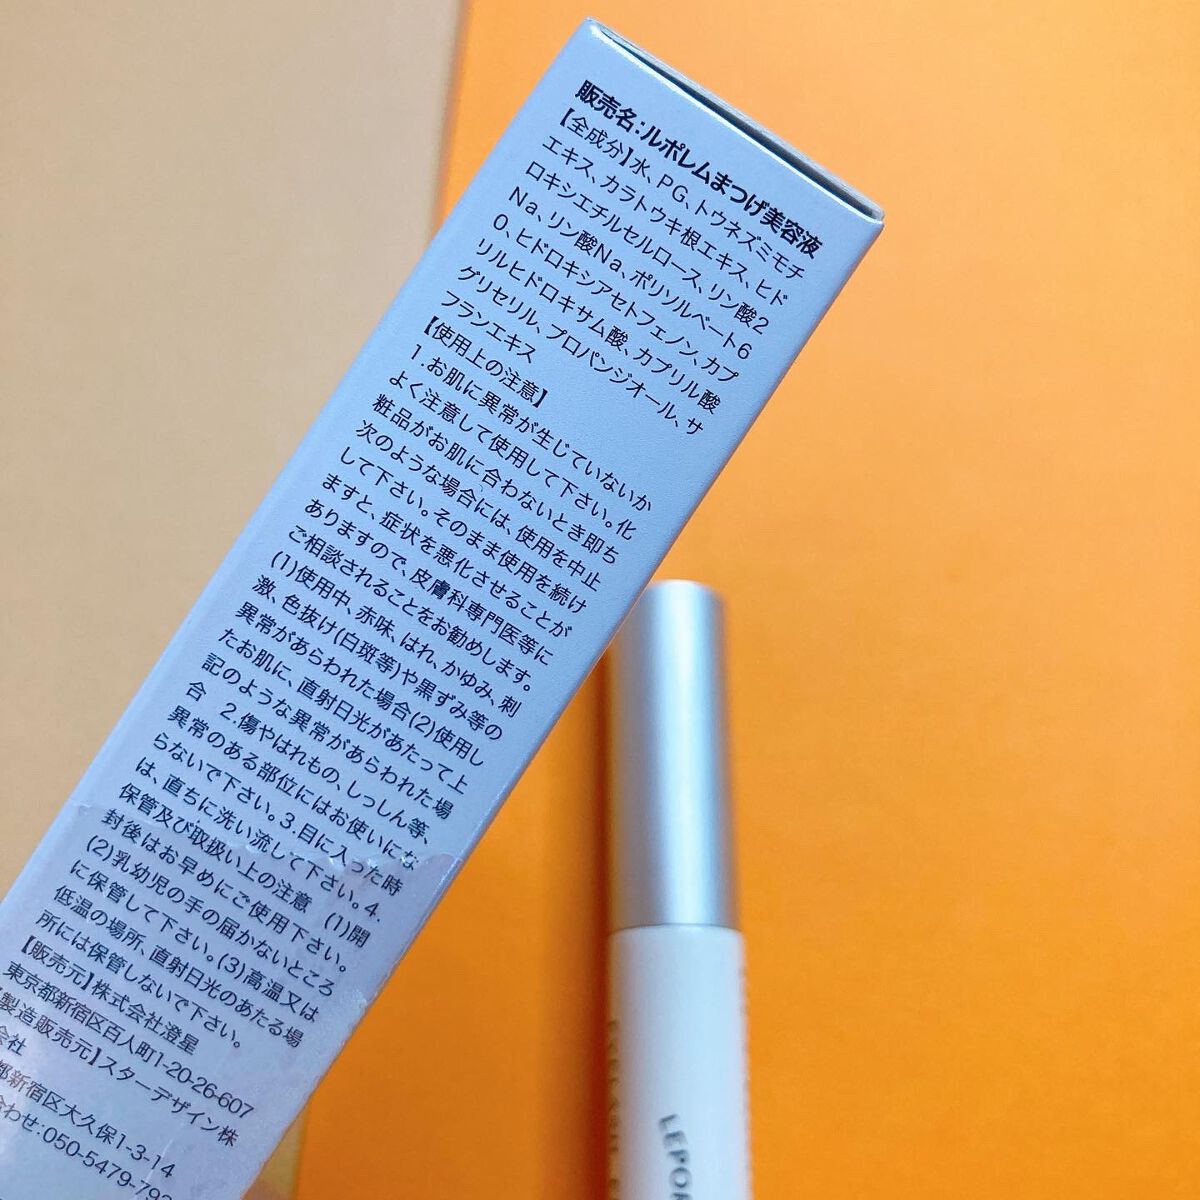 販売名：ルポレムまつげ美容液
【全成分】水、PG、トウネズミモチ
エキス、カラトウキ根エキス、ヒド
ロキシエチルセルロース、リン酸2
Na、リン酸Na、ポリソルベート6
0、ヒドロキシアセトフェノン、カプ
リルヒドロキサム酸、カプリル酸
グリセリル、プロパンジオール、サ
フランエキス
【使用上の注意】
1.お肌に異常が生じていないか
よく注意して使用して下さい。化
粧品がお肌に合わないとき即ち
次のような場合には、使用を中止
して下さい。そのまま使用を続け
ますと、症状を悪化させることが
ありますので、皮膚科専門医等に
ご相談されることをお勧めします。
(1)使用中、赤味、はれ、かゆみ、刺
激、色抜け(白斑等)や黒ずみ等の
異常があらわれた場合(2)使用し
たお肌に、直射日光があたって上
記のような異常があらわれた場
合 2.傷やはれもの、しっしん等、
異常のある部位にはお使いにな
らないで下さい。3.目に入った時
は、直ちに洗い流して下さい。4.
保管及び取扱い上の注意 (1)開
封後はお早めにご使用下さい。
(2)乳幼児の手の届かないところ
に保管して下さい。(3)高温又は
低温の場所、直射日光のあたる場
所には保管しないで下さい。
【販売元】株式会社澄星
東京都新宿区百人町1-20-26-607
製造販売元】スターデザイン株
会社
都新宿区大久保1-3-14
合わせ：050-5479-79
LEPO